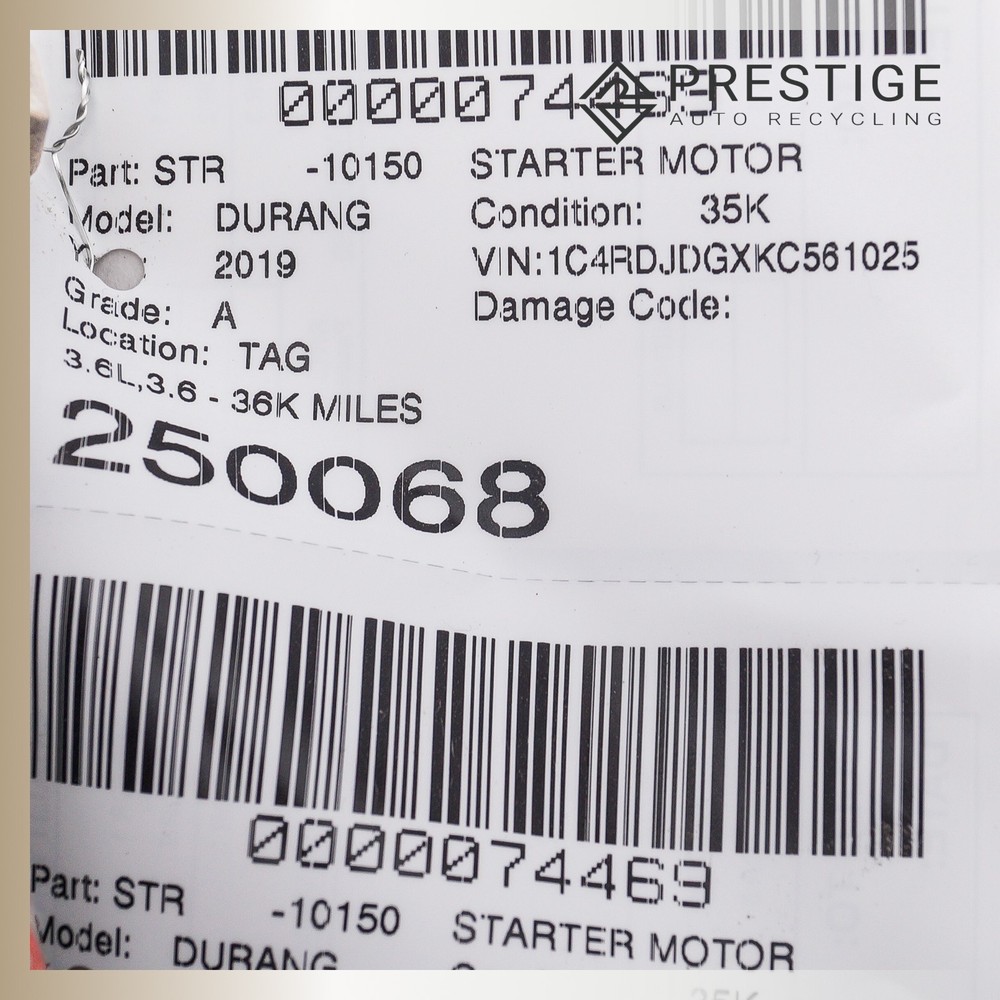 0000074469
PRESTIGE
AUTO RECYCLING
Part: STR -10150 STARTER MOTOR
Model: DURANG Condition: 35K
2019 VIN:1C4RDJDGXKC561025
Grade: A Damage Code:
Location: TAG
3.6L,3.6 - 36K MILES
250068
0000074469
Part: STR -10150 STARTER MOTOR
Model: DURANG